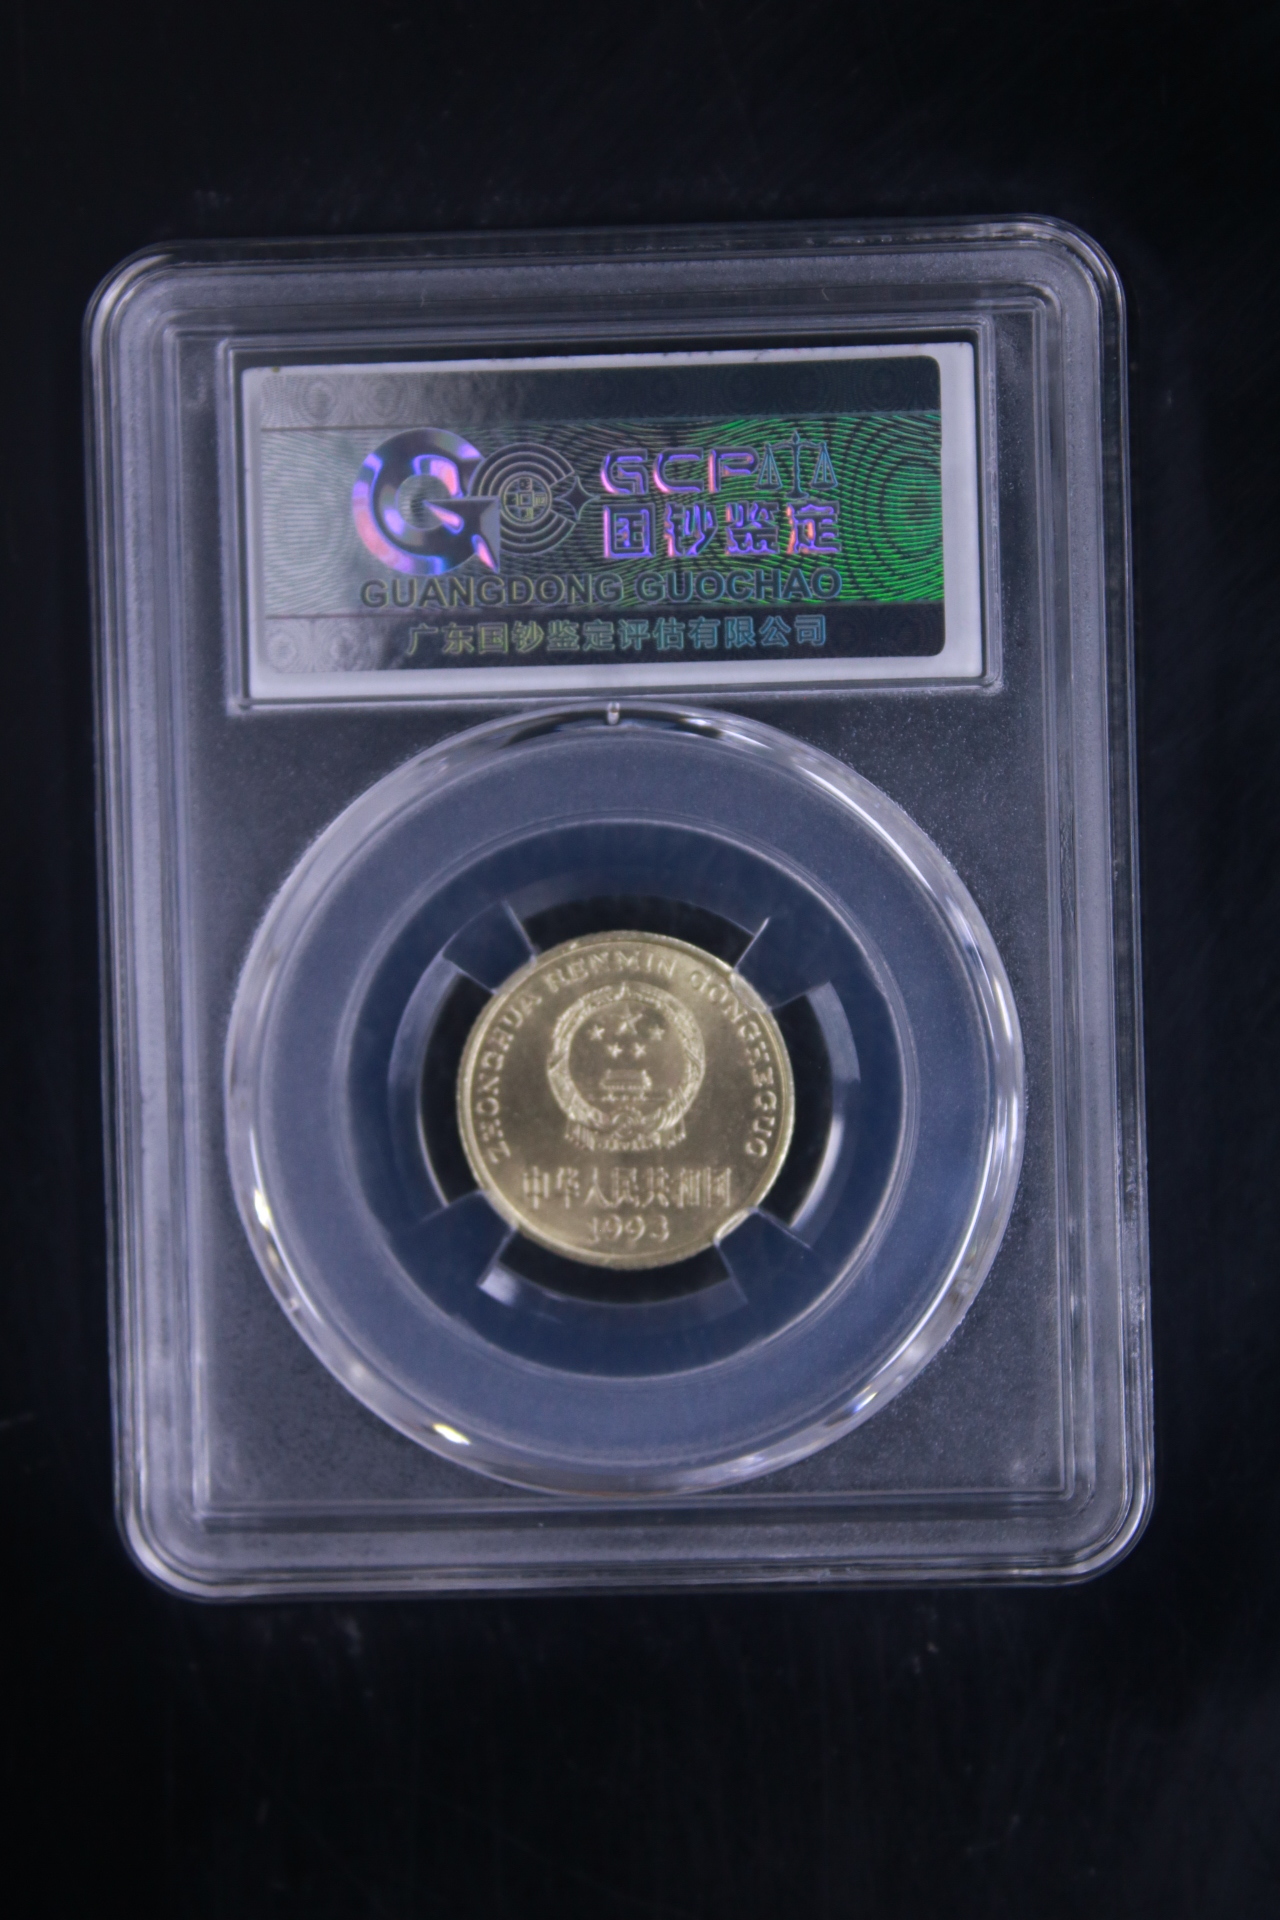 GCP
国钞鉴定
GUANGDONG GUOCHAO
广东国钞鉴定评估有限公司
ZHONGHUA RENMIN GONGHEGUO
中华人民共和国
1993